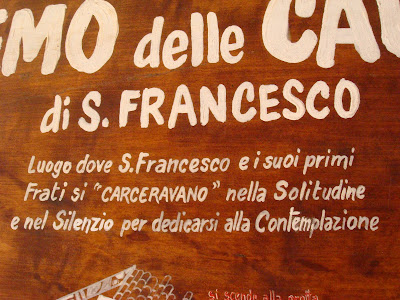 EMO delle CA
di S. FRANCESCO
Luogo dove S. Francesco e i suoi primi
Frati si "CARCERAVANO" nella Solitudine
e nel Silenzio per dedicarsi alla Contemplazione
si scende alla grotta